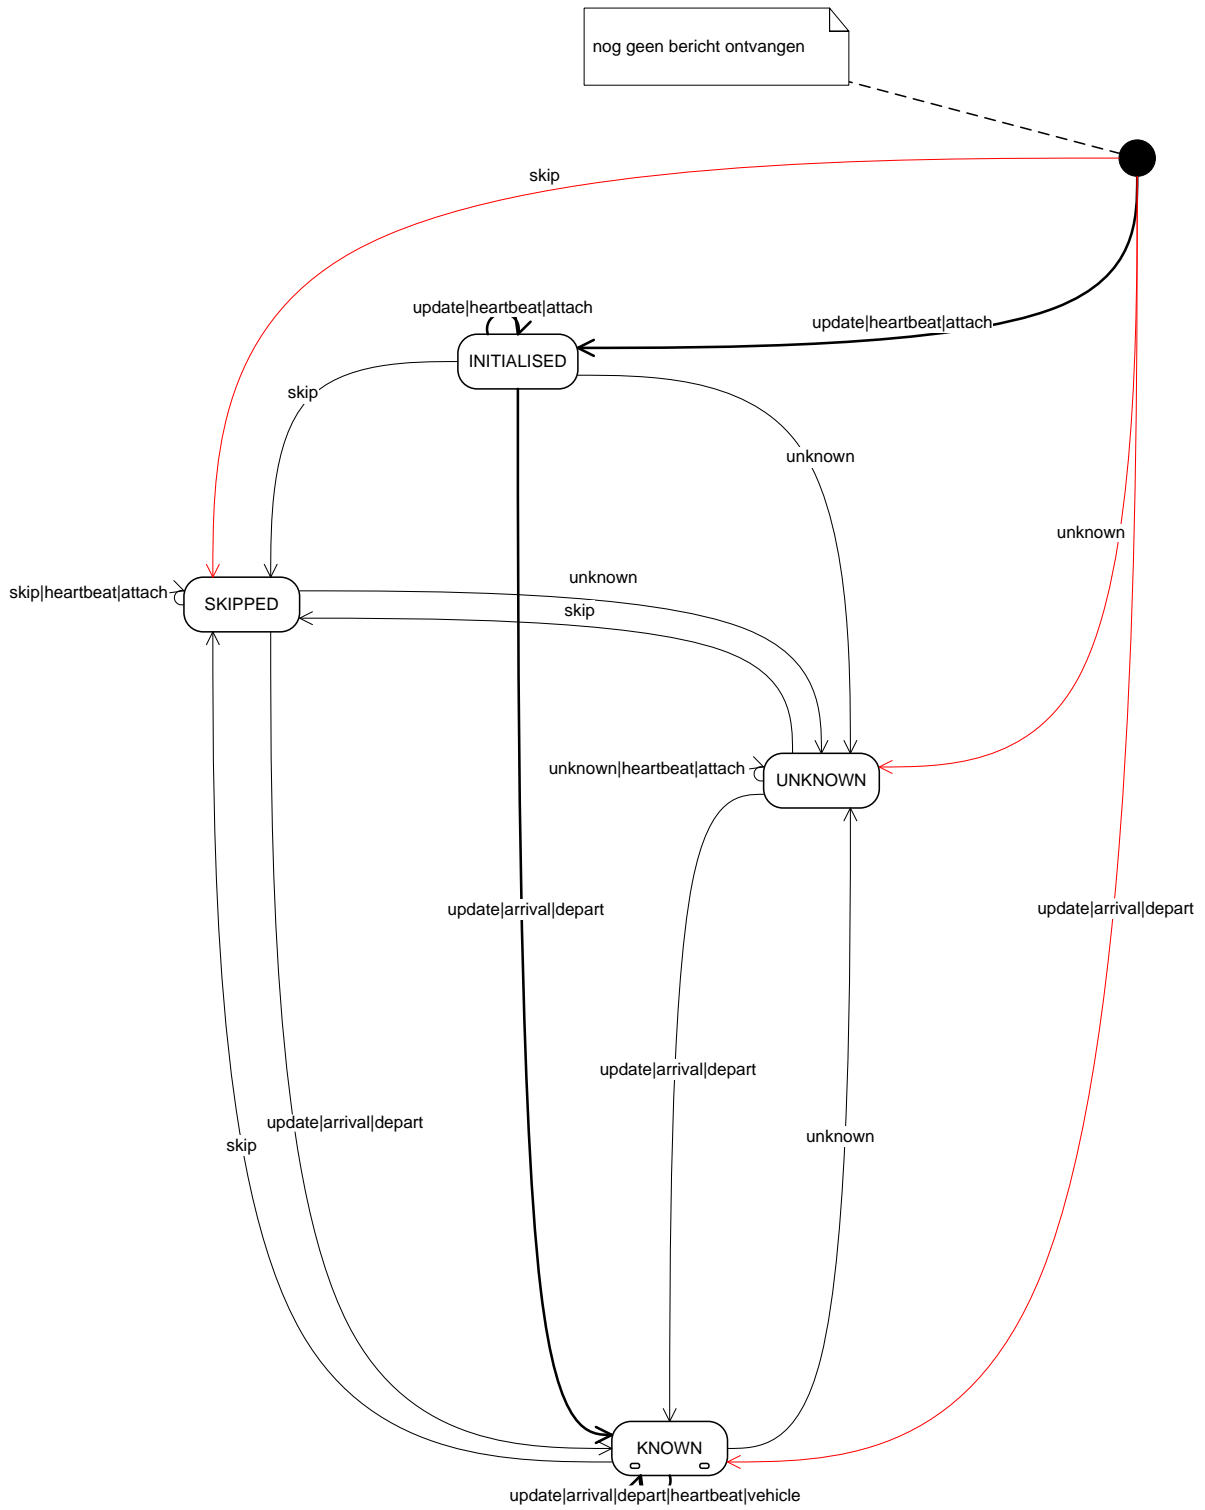 nog geen bericht ontvangen
skip
update|heartbeat|attach
update|heartbeat|attach
INITIALISED
skip
unknown
unknown
unknown
skip|heartbeat|attach
SKIPPED
skip
unknown|heartbeat|attach
UNKNOWN
update|arrival|depart
update|arrival|depart
update|arrival|depart
update|arrival|depart
unknown
skip
KNOWN
update|arrival|depart|heartbeat|vehicle